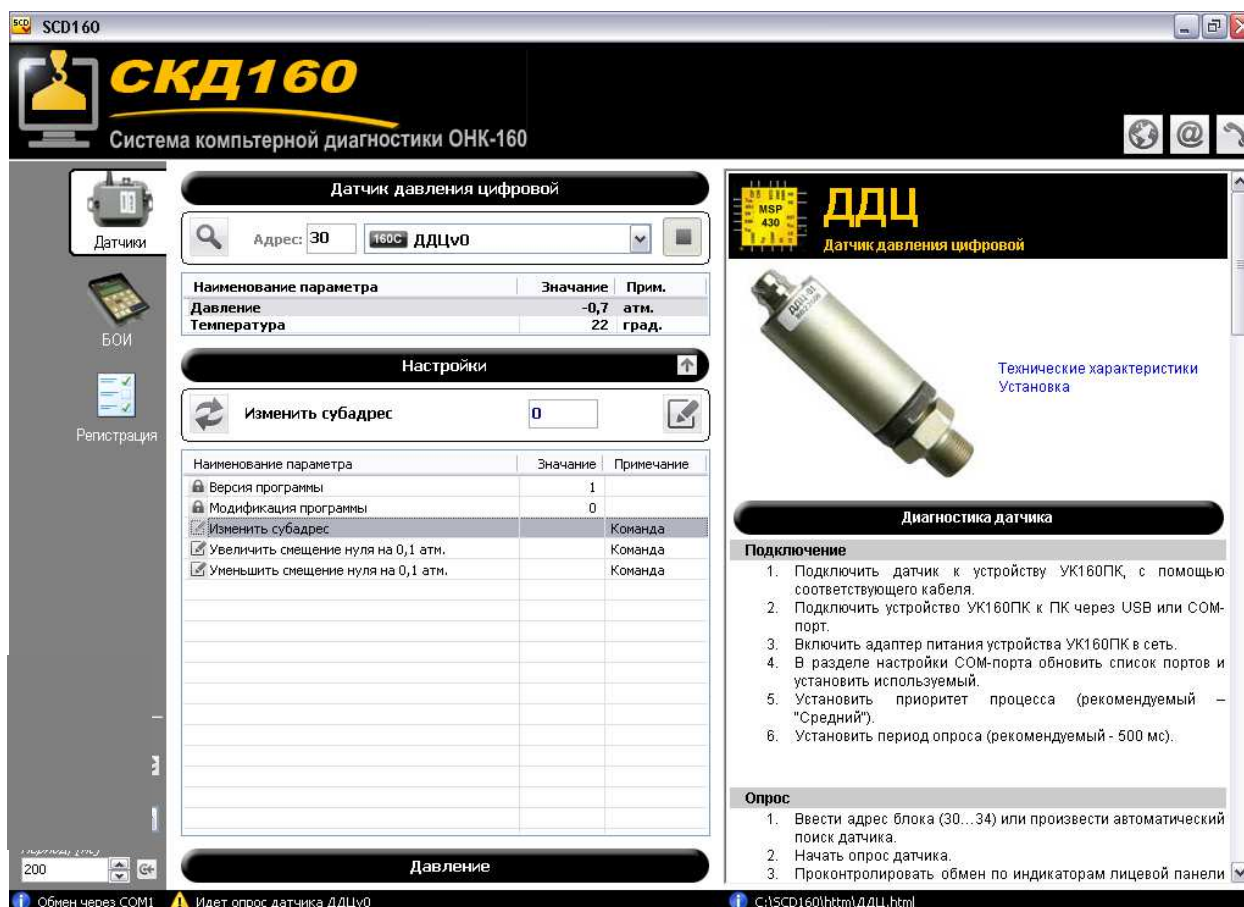 SCD160
СКД160
Система компьтерной диагностики ОНК-160
Датчики
БОИ
Регистрация
200
Датчик давления цифровой
Адрес: 30 160C ДДЦv0
Наименование параметра Значание Прим.
Давление -0,7 атм.
Температура 22 град.
Настройки
Изменить субадрес 0
Наименование параметра Значание Примечание
Версия программы 1
Модификация программы 0
Изменить субадрес Команда
Увеличить смещение нуля на 0,1 атм. Команда
Уменьшить смещение нуля на 0,1 атм. Команда
Давление
MSP
430
ДДЦ
Датчик давления цифровой
Технические характеристики
Установка
Диагностика датчика
Подключение
1. Подключить датчик к устройству УК160ПК, с помощью
соответствующего кабеля.
2. Подключить устройство УК160ПК к ПК через USB или COM-
порт.
3. Включить адаптер питания устройства УК160ПК в сеть.
4. В разделе настройки COM-порта обновить список портов и
установить используемый.
5. Установить приоритет процесса (рекомендуемый –
"Средний").
6. Установить период опроса (рекомендуемый - 500 мс).
Опрос
1. Ввести адрес блока (30...34) или произвести автоматический
поиск датчика.
2. Начать опрос датчика.
3. Проконтролировать обмен по индикаторам лицевой панели
Обмен через COM1 Идет опрос датчика ДДЦv0
C:\SCD160\httm\ДДЦ.html